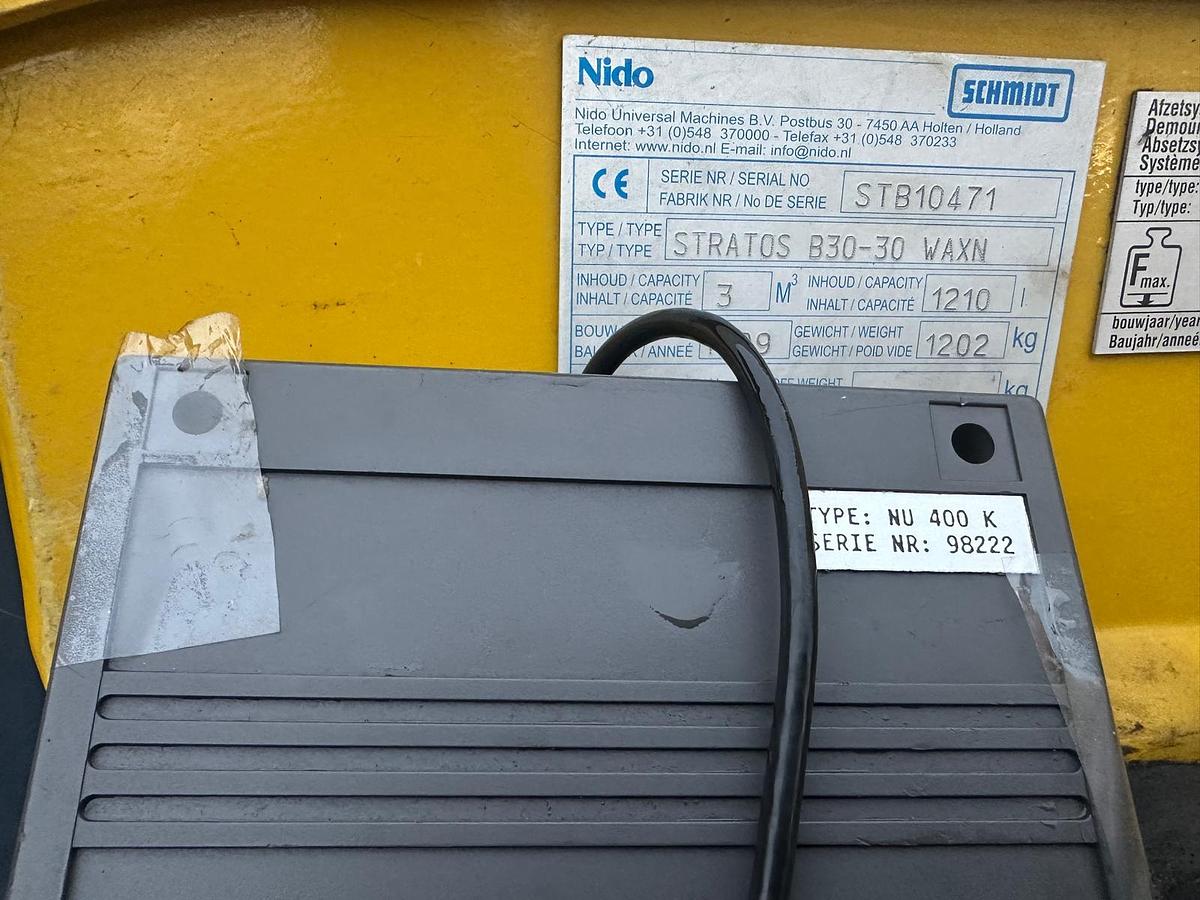 Nido
SCHMIDT
Nido Universal Machines B.V. Postbus 30 - 7450 AA Holten / Holland
Telefoon +31 (0)548 370000 - Telefax +31 (0)548 370233
Internet: www.nido.nl E-mail: info@nido.nl
CE
SERIE NR / SERIAL NO
FABRIK NR / No DE SERIE
STB10471
TYPE / TYPE
TYP / TYPE
STRATOS B30-30 WAXN
INHOUD / CAPACITY
INHALT / CAPACITÉ
3 M³
INHOUD / CAPACITY
INHALT / CAPACITÉ
1210 l
GEWICHT / WEIGHT
GEWICHT / POID VIDE
1202 kg
WEIGHT
kg
Afzetsy
Demou
Absetzsy
Système
type/type:
Typ/type:
F max.
bouwjaar/year
Baujahr/anneé
TYPE: NU 400 K
SERIE NR: 98222